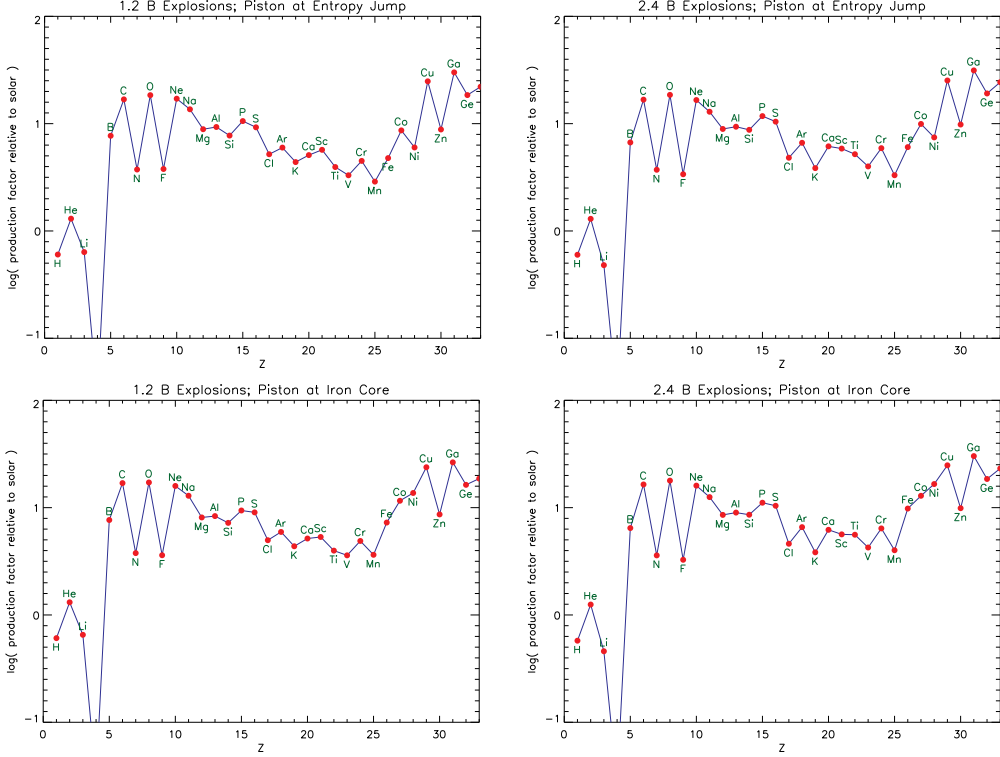 1.2 B Explosions; Piston at Entropy Jump
log( production factor relative to solar )
2
1
0
−1
H
He
Li
B
C
N
O
F
Ne
Na
Mg
Al
Si
P
S
Cl
Ar
K
Ca
Sc
Ti
V
Cr
Mn
Fe
Co
Ni
Cu
Zn
Ga
Ge
0 5 10 15 20 25 30
Z
2.4 B Explosions; Piston at Entropy Jump
log( production factor relative to solar )
2
1
0
−1
H
He
Li
B
C
N
O
F
Ne
Na
Mg
Al
Si
P
S
Cl
Ar
K
Ca
Sc
Ti
V
Cr
Mn
Fe
Co
Ni
Cu
Zn
Ga
Ge
0 5 10 15 20 25 30
Z
1.2 B Explosions; Piston at Iron Core
log( production factor relative to solar )
2
1
0
−1
H
He
Li
B
C
N
O
F
Ne
Na
Mg
Al
Si
P
S
Cl
Ar
K
Ca
Sc
Ti
V
Cr
Mn
Fe
Co
Ni
Cu
Zn
Ga
Ge
0 5 10 15 20 25 30
Z
2.4 B Explosions; Piston at Iron Core
log( production factor relative to solar )
2
1
0
−1
H
He
Li
B
C
N
O
F
Ne
Na
Mg
Al
Si
P
S
Cl
Ar
K
Ca
Sc
Ti
V
Cr
Mn
Fe
Co
Ni
Cu
Zn
Ga
Ge
0 5 10 15 20 25 30
Z